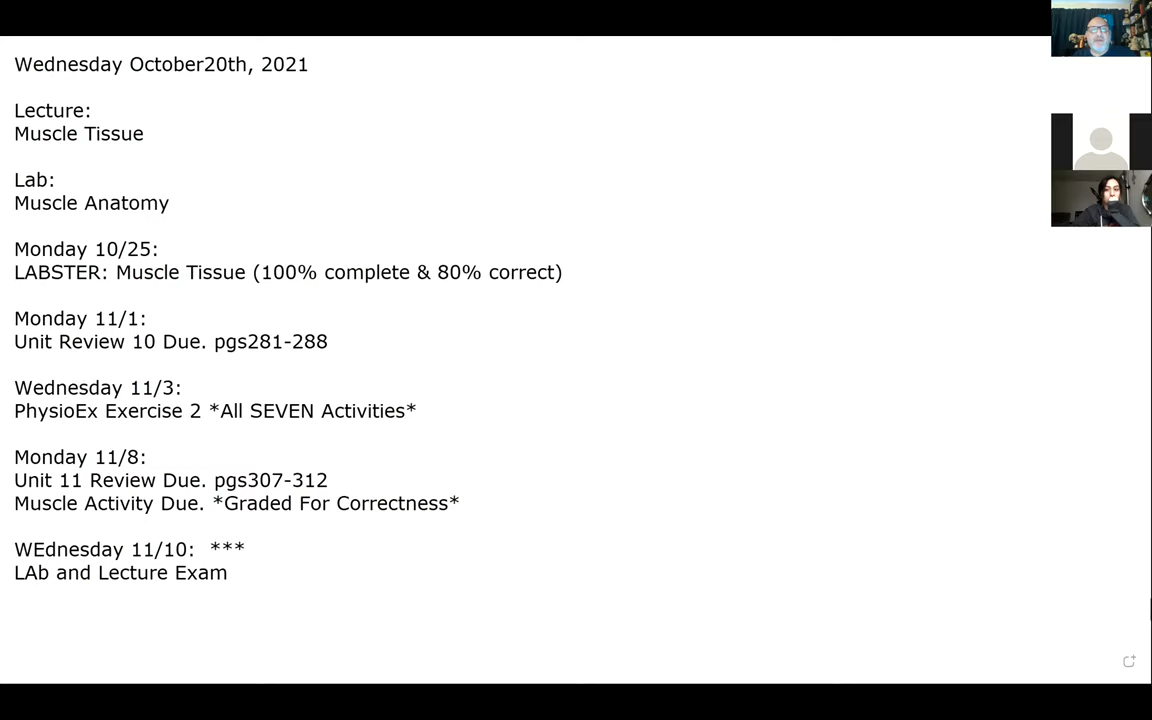 Wednesday October20th, 2021
Lecture:
Muscle Tissue
Lab:
Muscle Anatomy
Monday 10/25:
LABSTER: Muscle Tissue (100% complete & 80% correct)
Monday 11/1:
Unit Review 10 Due. pgs281-288
Wednesday 11/3:
PhysioEx Exercise 2 *All SEVEN Activities*
Monday 11/8:
Unit 11 Review Due. pgs307-312
Muscle Activity Due. *Graded For Correctness*
WEdnesday 11/10:  ***
LAb and Lecture Exam